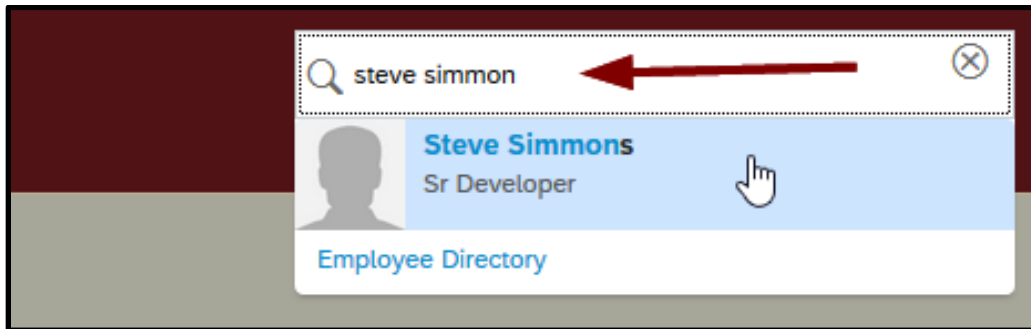 steve simmon
Steve Simmons
Sr Developer
Employee Directory